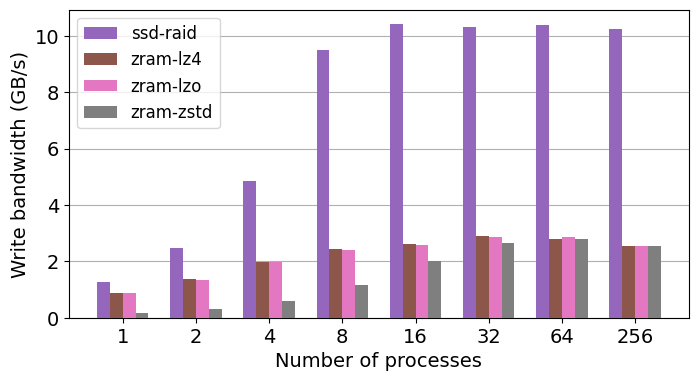 ssd-raid
zram-lz4
zram-lzo
zram-zstd
Write bandwidth (GB/s)
10
8
6
4
2
0
1 2 4 8 16 32 64 256
Number of processes